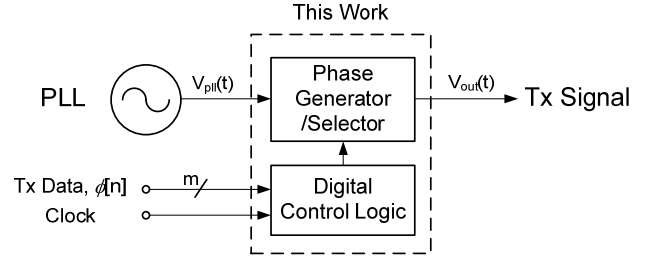 This Work
PLL
Vpll(t)
Phase
Generator
/Selector
Vout(t)
Tx Signal
Tx Data, ϕ[n]
m
Clock
Digital
Control Logic